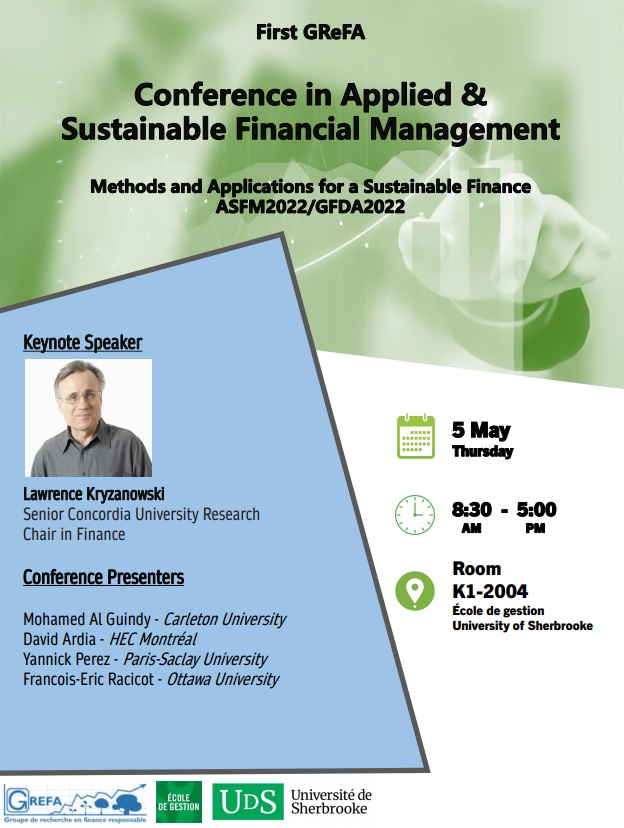 First GReFA
Conference in Applied &
Sustainable Financial Management
Methods and Applications for a Sustainable Finance
ASFM2022/GFDA2022
Keynote Speaker
Lawrence Kryzanowski
Senior Concordia University Research
Chair in Finance
Conference Presenters
Mohamed Al Guindy - Carleton University
David Ardia - HEC Montréal
Yannick Perez - Paris-Saclay University
Francois-Eric Racicot - Ottawa University
5 May
Thursday
8:30 - 5:00
AM PM
Room
K1-2004
École de gestion
University of Sherbrooke
GREFA
Groupe de recherche en finance responsable
ÉCOLE
DE GESTION
UDS
Université de
Sherbrooke